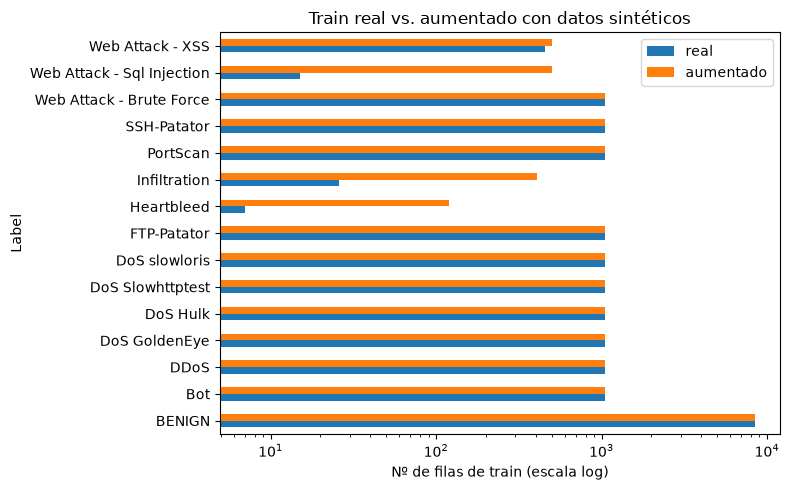 Train real vs. aumentado con datos sintéticos
real
aumentado
Label
Web Attack - XSS
Web Attack - Sql Injection
Web Attack - Brute Force
SSH-Patator
PortScan
Infiltration
Heartbleed
FTP-Patator
DoS slowloris
DoS Slowhttptest
DoS Hulk
DoS GoldenEye
DDoS
Bot
BENIGN
10¹ 10² 10³ 10⁴
Nº de filas de train (escala log)